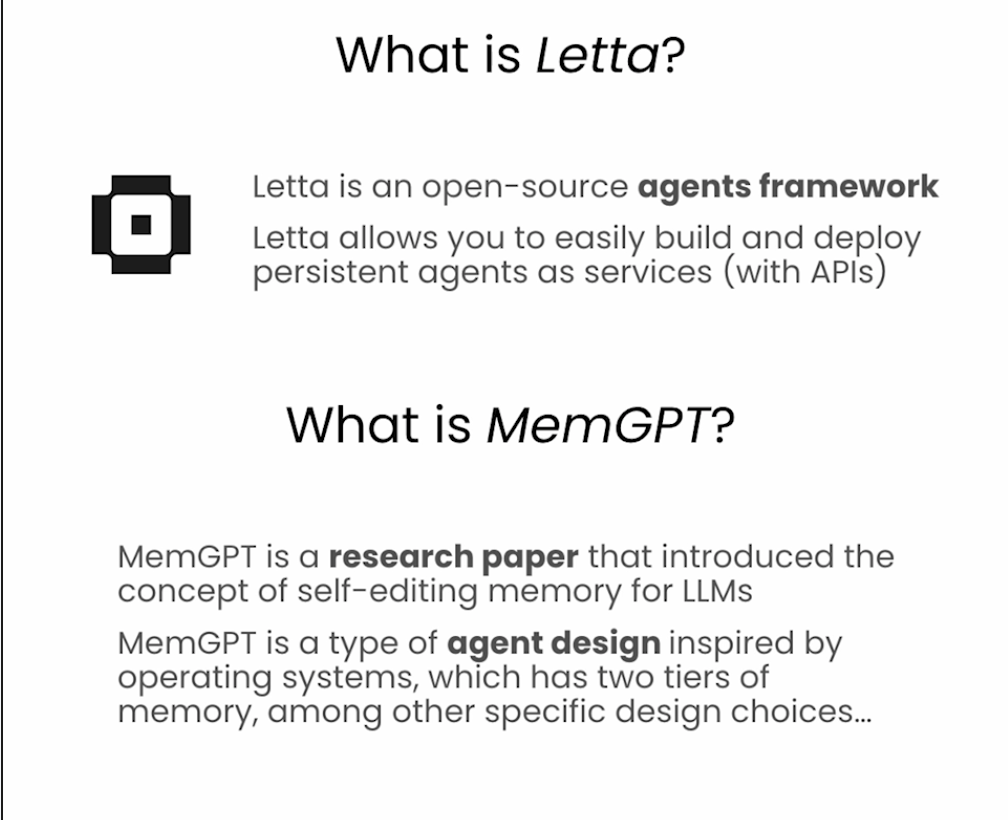 What is Letta?
Letta is an open-source agents framework
Letta allows you to easily build and deploy
persistent agents as services (with APIs)
What is MemGPT?
MemGPT is a research paper that introduced the
concept of self-editing memory for LLMs
MemGPT is a type of agent design inspired by
operating systems, which has two tiers of
memory, among other specific design choices...